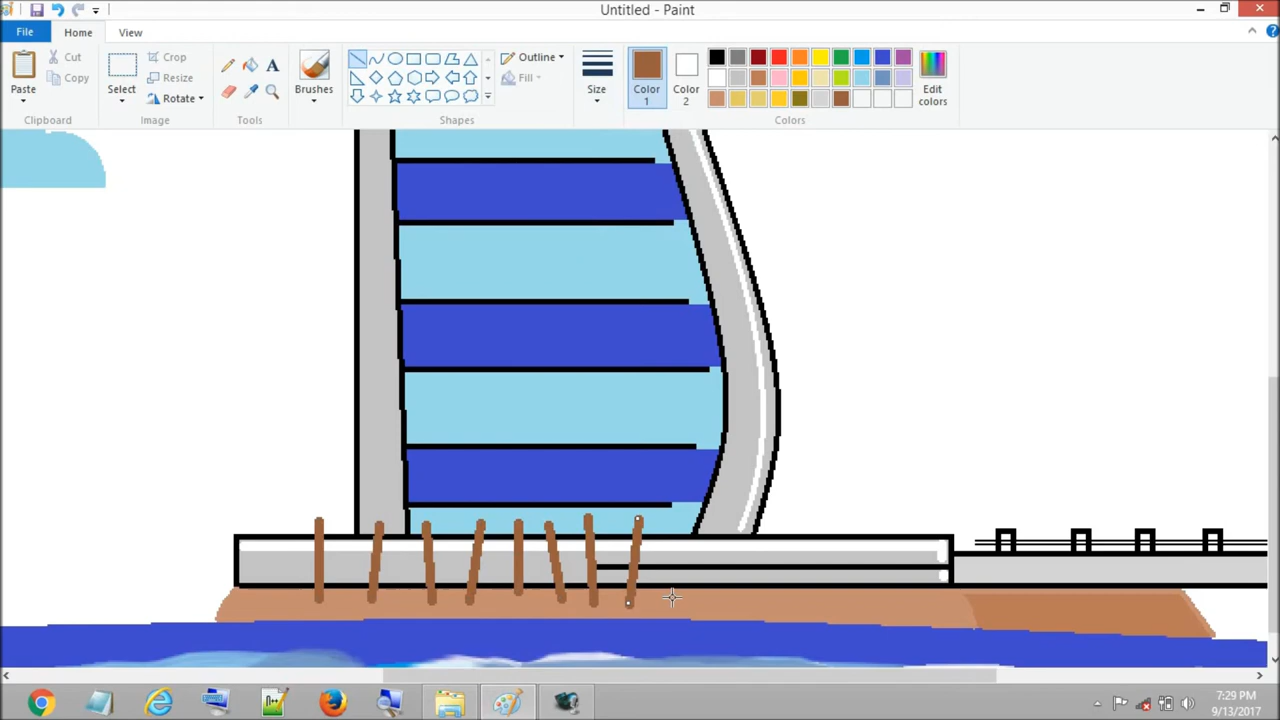 Untitled - Paint
File
Home
View
Paste
Cut
Copy
Clipboard
Select
Crop
Resize
Rotate
Image
Tools
Brushes
Outline
Fill
Shapes
Size
Color
1
Color
2
Colors
Edit
colors
7:29 PM
9/13/2017